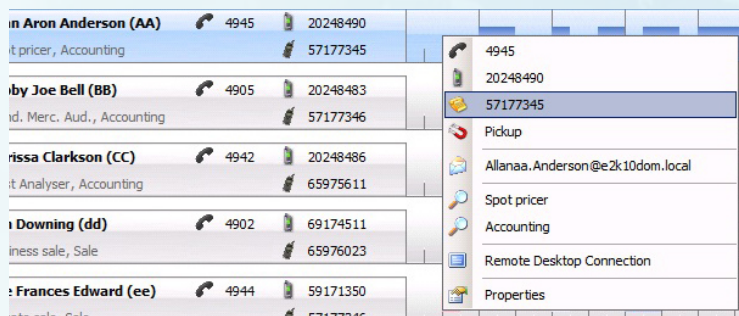 n Aron Anderson (AA) 4945 20248490
t pricer, Accounting 57177345
by Joe Bell (BB) 4905 20248483
d. Merc. Aud., Accounting 57177346
rissa Clarkson (CC) 4942 20248486
t Analyser, Accounting 65975611
Downing (dd) 4902 69174511
iness sale, Sale 65976023
e Frances Edward (ee) 4944 59171350
4945
20248490
57177345
Pickup
Allanaa.Anderson@e2k10dom.local
Spot pricer
Accounting
Remote Desktop Connection
Properties